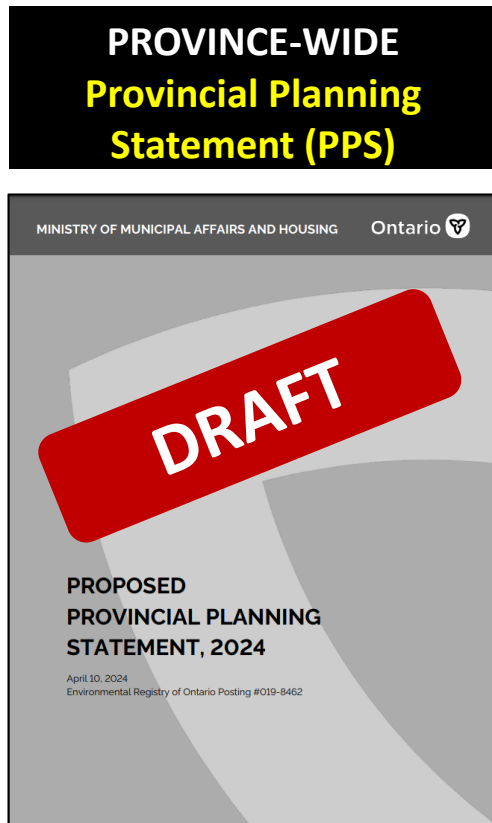 PROVINCE-WIDE
Provincial Planning
Statement (PPS)
MINISTRY OF MUNICIPAL AFFAIRS AND HOUSING
Ontario
DRAFT
PROPOSED
PROVINCIAL PLANNING
STATEMENT, 2024
April 10, 2024
Environmental Registry of Ontario Posting #019-8462